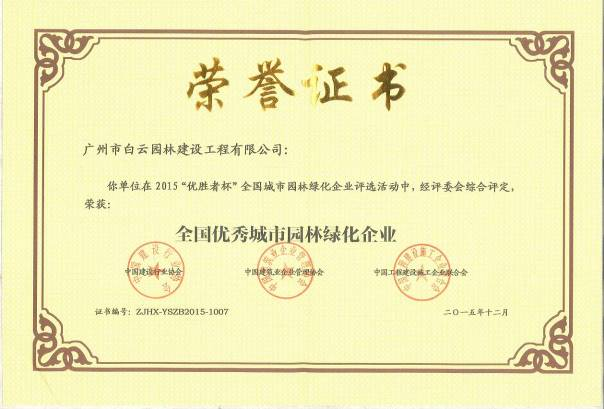 荣誉证书
广州市白云园林建设工程有限公司：
你单位在2015“优胜者杯”全国城市园林绿化企业评选活动中，经评委会综合评定，
荣获：
全国优秀城市园林绿化企业
中国建设行业协会 中国建筑业企业管理协会 中国工程建设施工企业联合会
证书编号：ZJHX-YSZB2015-1007 二〇一五年十二月